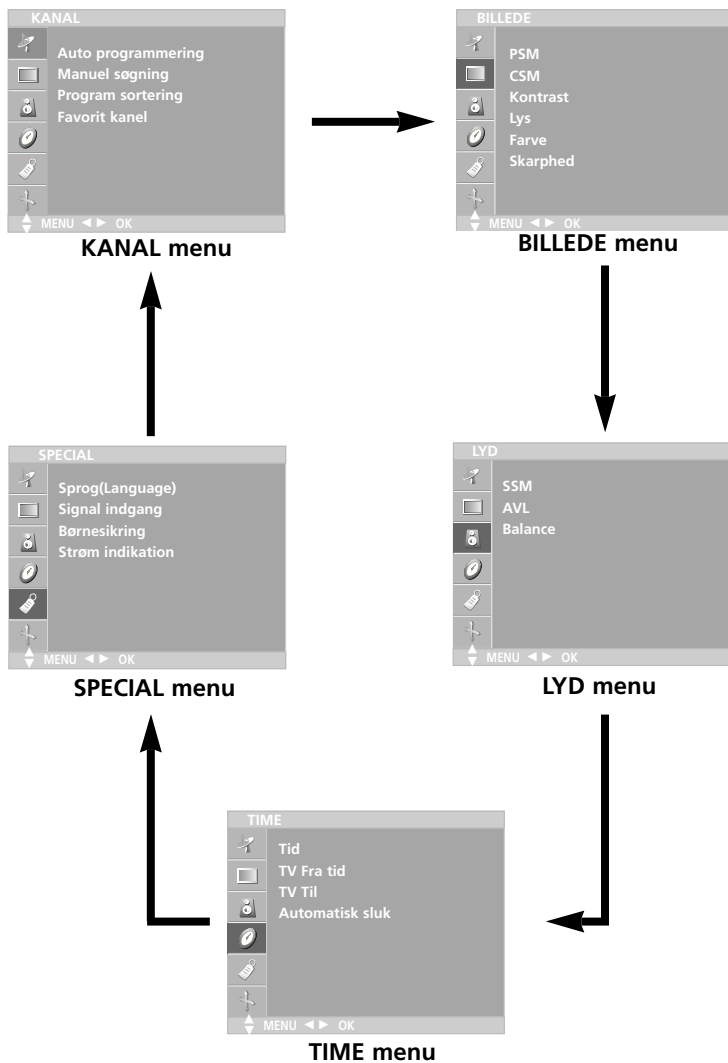 KANAL
Auto programmering
Manuel søgning
Program sortering
Favorit kanel
MENU ◄ ► OK
KANAL menu
BILLEDE
PSM
CSM
Kontrast
Lys
Farve
Skarphed
MENU ◄ ► OK
BILLEDE menu
SPECIAL
Sprog(Language)
Signal indgang
Børnesikring
Strøm indikation
MENU ◄ ► OK
SPECIAL menu
LYD
SSM
AVL
Balance
MENU ◄ ► OK
LYD menu
TIME
Tid
TV Fra tid
TV Til
Automatisk sluk
MENU ◄ ► OK
TIME menu